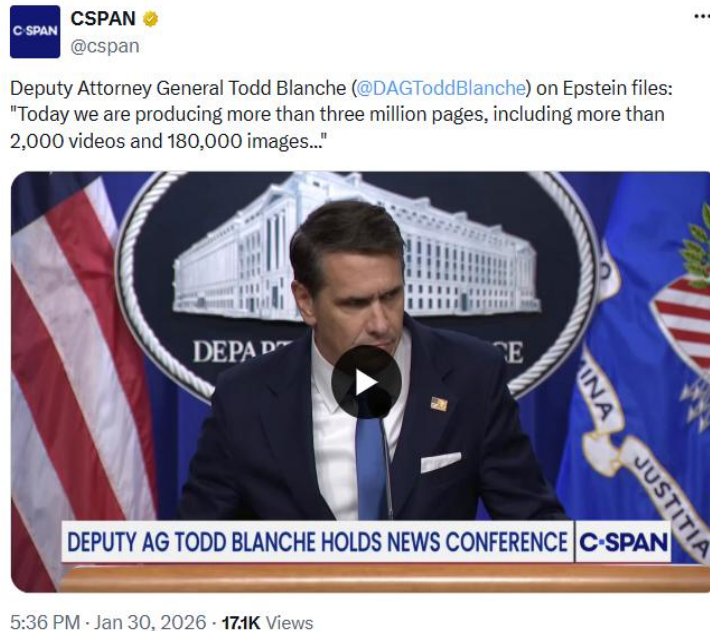 C-SPAN
CSPAN
@cspan
Deputy Attorney General Todd Blanche (@DAGToddBlanche) on Epstein files:
"Today we are producing more than three million pages, including more than
2,000 videos and 180,000 images..."
DEPA
CE
INA
JUSTITIA
DEPUTY AG TODD BLANCHE HOLDS NEWS CONFERENCE C-SPAN
5:36 PM · Jan 30, 2026 · 17.1K Views